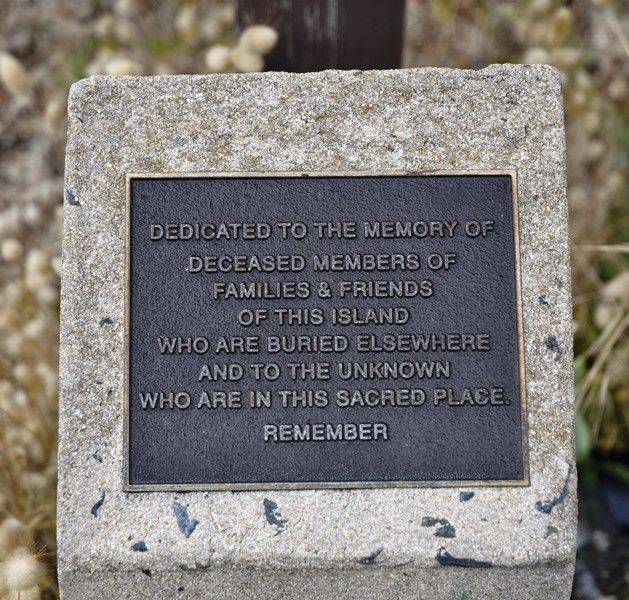 DEDICATED TO THE MEMORY OF
DECEASED MEMBERS OF
FAMILIES & FRIENDS
OF THIS ISLAND
WHO ARE BURIED ELSEWHERE
AND TO THE UNKNOWN
WHO ARE IN THIS SACRED PLACE.
REMEMBER